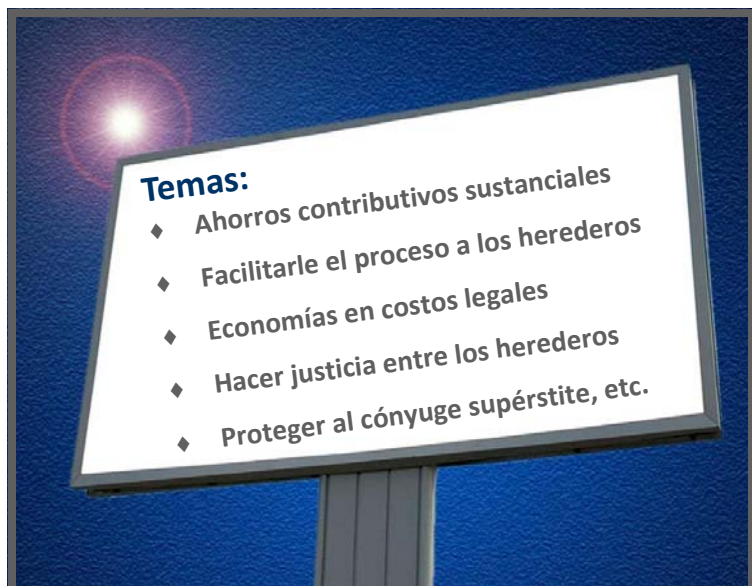 Temas:
♦ Ahorros contributivos sustanciales
♦ Facilitarle el proceso a los herederos
♦ Economías en costos legales
♦ Hacer justicia entre los herederos
♦ Proteger al cónyuge supérstite, etc.